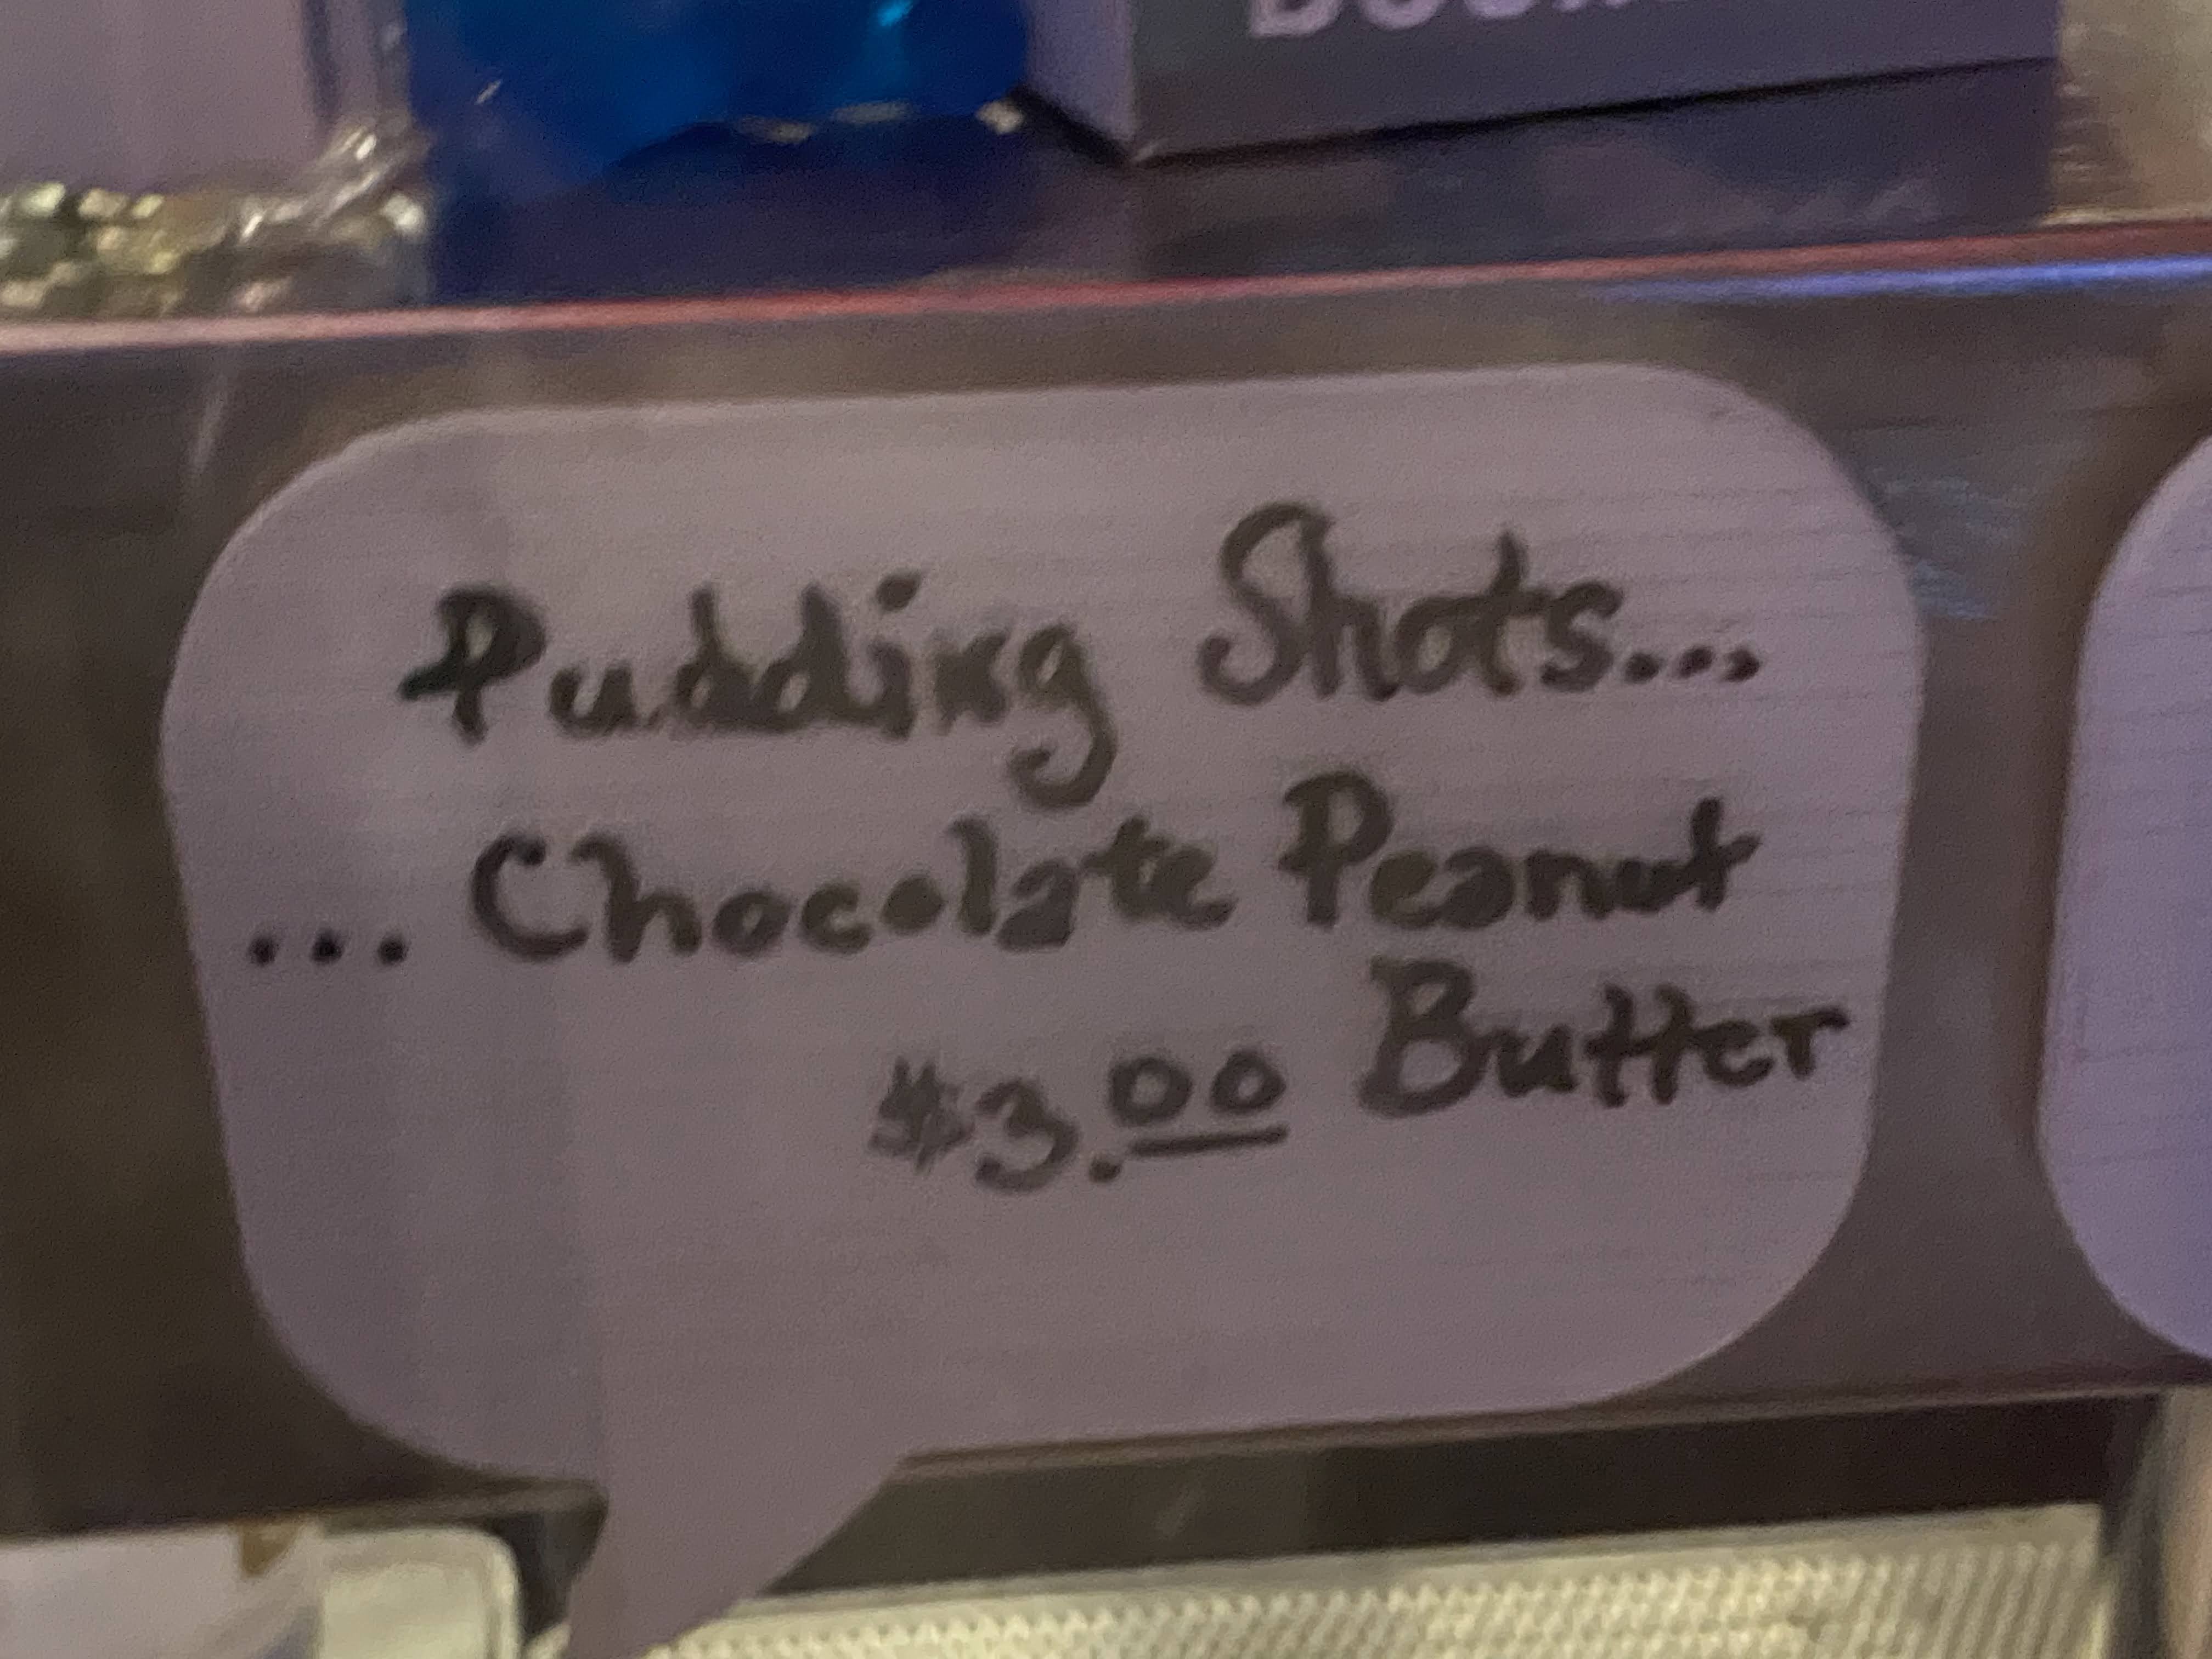 Pudding Shots...
...Chocolate Peanut
Butter
$3.00